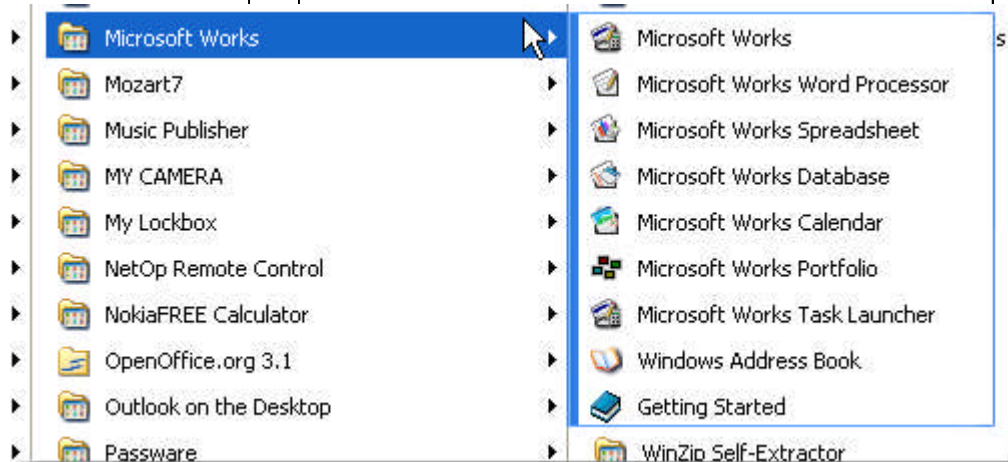 Microsoft Works
Mozart7
Music Publisher
MY CAMERA
My Lockbox
NetOp Remote Control
NokiaFREE Calculator
OpenOffice.org 3.1
Outlook on the Desktop
Passware
Microsoft Works
Microsoft Works Word Processor
Microsoft Works Spreadsheet
Microsoft Works Database
Microsoft Works Calendar
Microsoft Works Portfolio
Microsoft Works Task Launcher
Windows Address Book
Getting Started
WinZip Self-Extractor
s